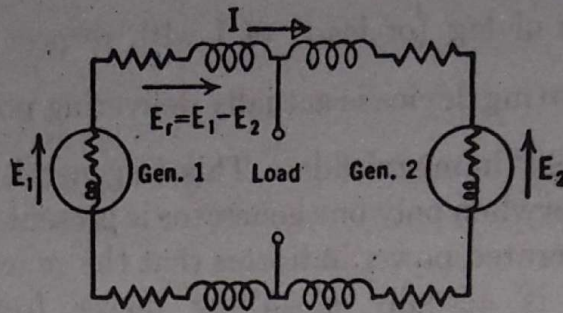 I
Eᵣ=E₁−E₂
E₁
Gen. 1
Load
Gen. 2
E₂